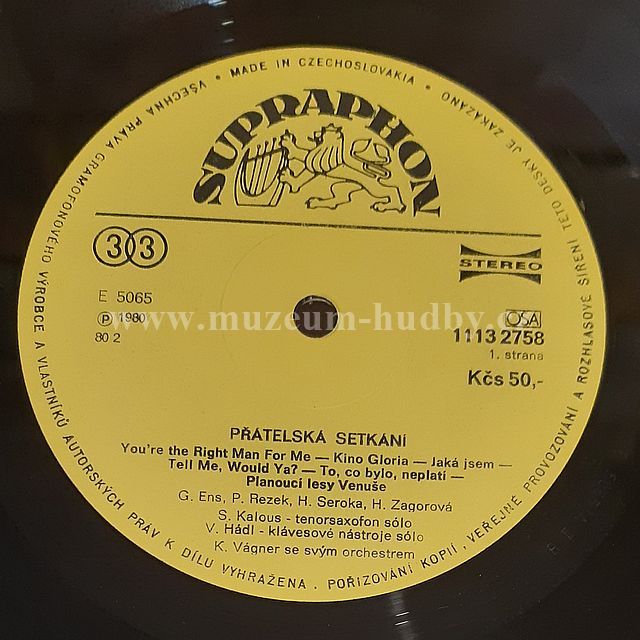 VŠECHNA PRÁVA GRAMOFONOVÉHO VÝROBCE A VLASTNÍKŮ AUTORSKÝCH PRÁV K DÍLU VYHRAŽENA . POŘIZOVÁNÍ KOPIÍ, VEŘEJNÉ PROVOZOVÁNÍ A ROZHLASOVÉ ŠÍŘENÍ TÉTO DESKY JE ZAKÁZÁNO
• MADE IN CZECHOSLOVAKIA •
SUPRAPHON
33
STEREO
E 5065
Ⓟ 1980
80 2
OSA
1113 2758
1. strana
Kčs 50,-
www.muzeum-hudby.cz
PŘÁTELSKÁ SETKÁNÍ
You're the Right Man For Me — Kino Gloria — Jaká jsem —
Tell Me, Would Ya? — To, co bylo, neplatí —
Planoucí lesy Venuše
G. Ens, P. Rezek, H. Seroka, H. Zagorová
S. Kalous - tenorsaxofon sólo
V. Hádl - klávesové nástroje sólo
K. Vágner se svým orchestrem